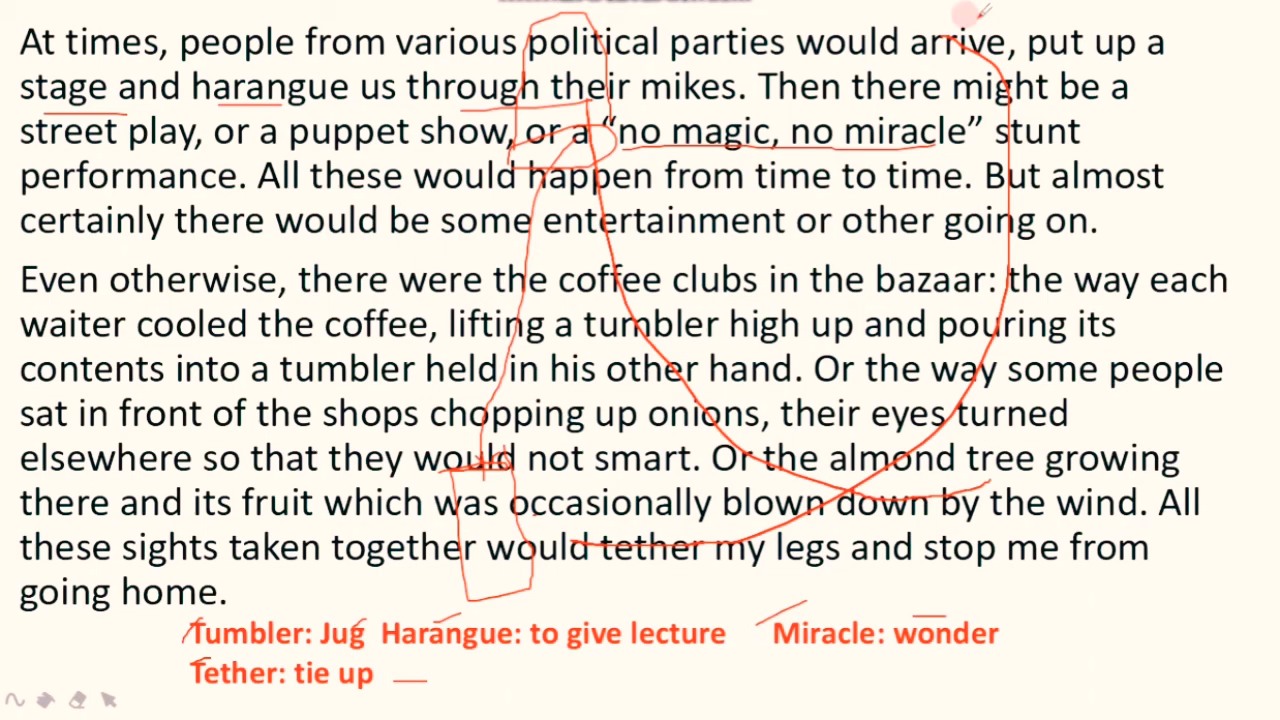 At times, people from various political parties would arrive, put up a
stage and harangue us through their mikes. Then there might be a
street play, or a puppet show, or a “no magic, no miracle” stunt
performance. All these would happen from time to time. But almost
certainly there would be some entertainment or other going on.
Even otherwise, there were the coffee clubs in the bazaar: the way each
waiter cooled the coffee, lifting a tumbler high up and pouring its
contents into a tumbler held in his other hand. Or the way some people
sat in front of the shops chopping up onions, their eyes turned
elsewhere so that they would not smart. Or the almond tree growing
there and its fruit which was occasionally blown down by the wind. All
these sights taken together would tether my legs and stop me from
going home.
Tumbler: Jug Harangue: to give lecture Miracle: wonder
Tether: tie up